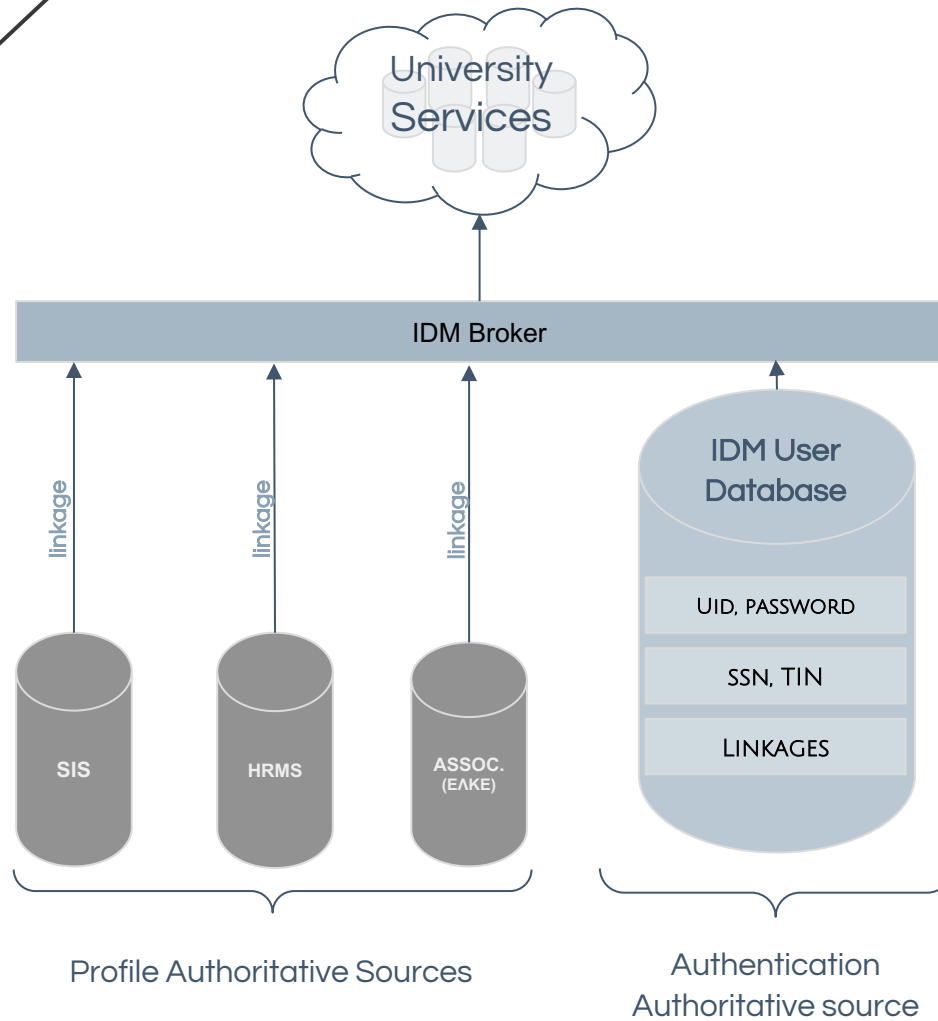 University
Services
IDM Broker
linkage
linkage
linkage
IDM User
Database
Uid, password
SSN, TIN
Linkages
SIS
HRMS
ASSOC.
(ΕΛΚΕ)
Profile Authoritative Sources
Authentication
Authoritative source